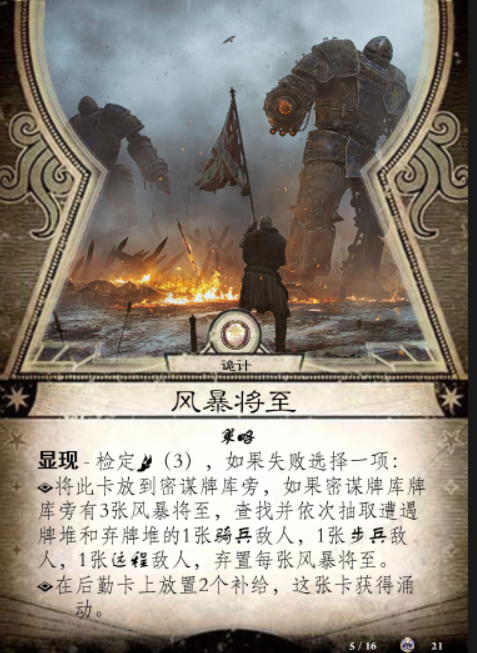 诡计
风暴将至
策略
显现 - 检定（3），如果失败选择一项：
将此卡放到密谋牌库旁，如果密谋牌库牌
库旁有3张风暴将至，查找并依次抽取遭遇
牌堆和弃牌堆的1张骑兵敌人，1张步兵敌
人，1张远程敌人，弃置每张风暴将至。
在后勤卡上放置2个补给，这张卡获得涌
动。
5 / 16 21